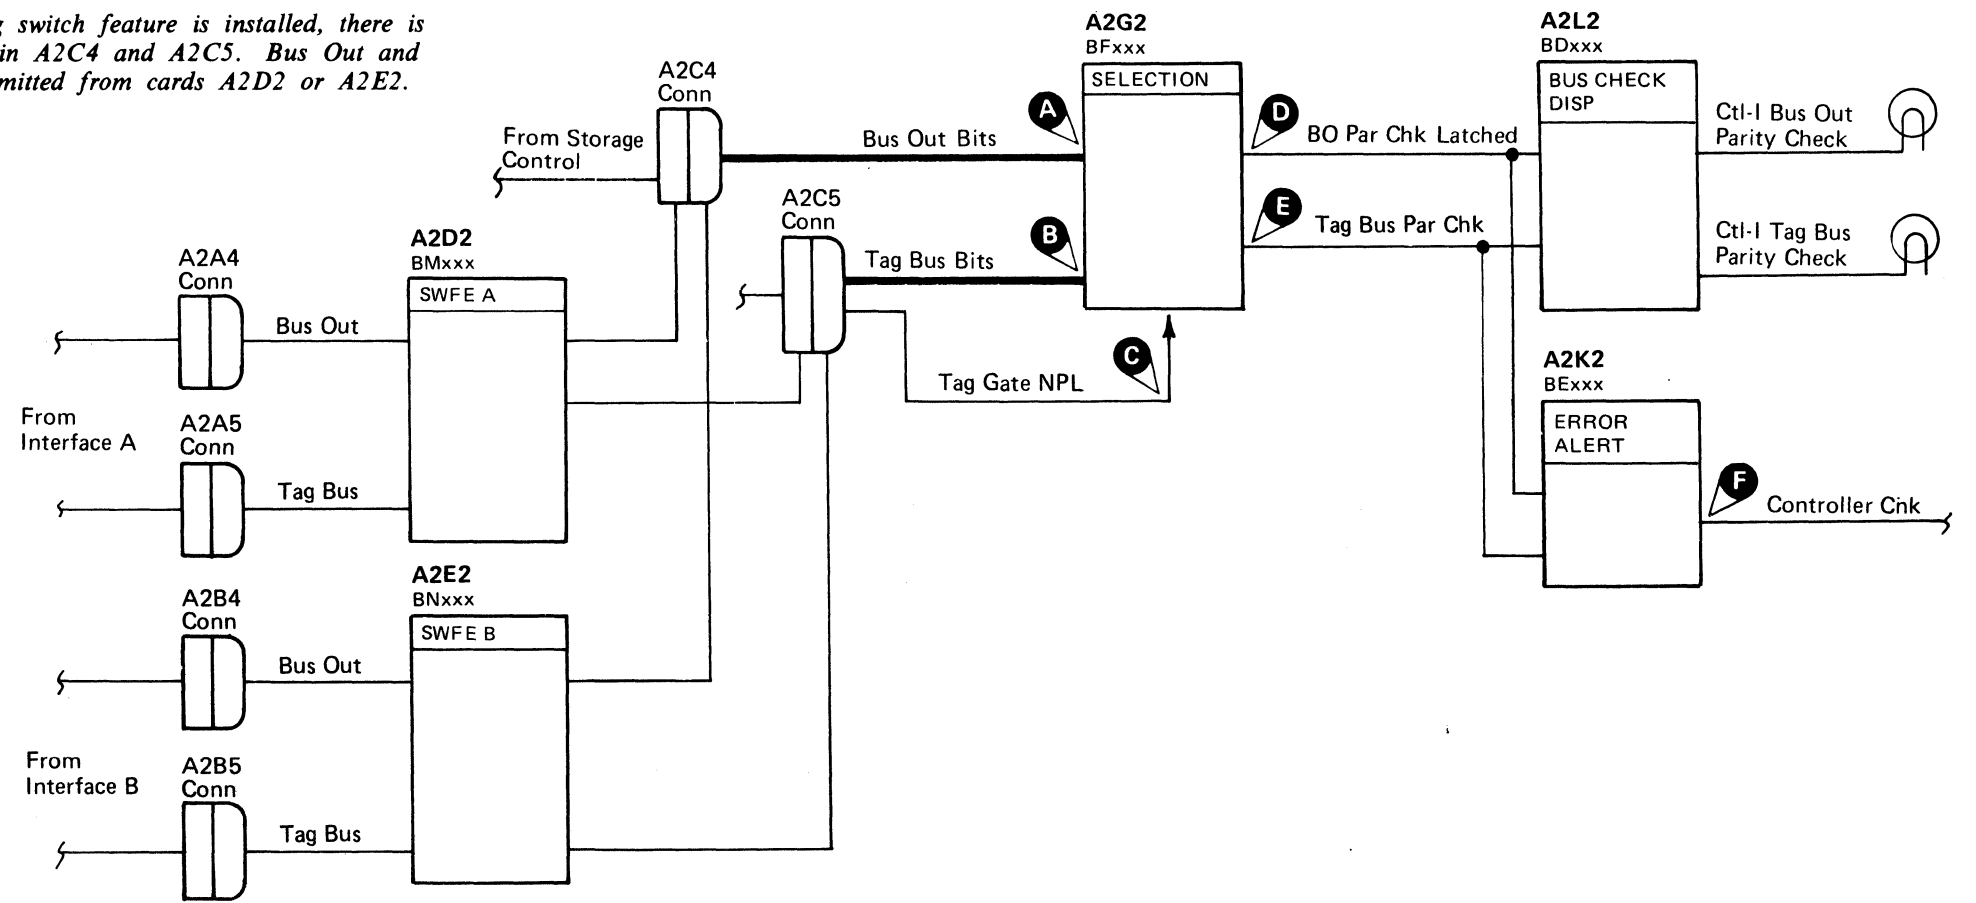 switch feature is installed, there is
in A2C4 and A2C5. Bus Out and
mitted from cards A2D2 or A2E2.
A2C4
Conn
From Storage
Control
A2G2
BFxxx
SELECTION
A
Bus Out Bits
B
Tag Bus Bits
C
Tag Gate NPL
D
BO Par Chk Latched
E
Tag Bus Par Chk
A2L2
BDxxx
BUS CHECK
DISP
Ctl-I Bus Out
Parity Check
Ctl-I Tag Bus
Parity Check
A2C5
Conn
A2K2
BExxx
ERROR
ALERT
F
Controller Chk
A2A4
Conn
Bus Out
A2D2
BMxxx
SWFE A
From
Interface A
A2A5
Conn
Tag Bus
A2B4
Conn
Bus Out
A2E2
BNxxx
SWFE B
From
Interface B
A2B5
Conn
Tag Bus